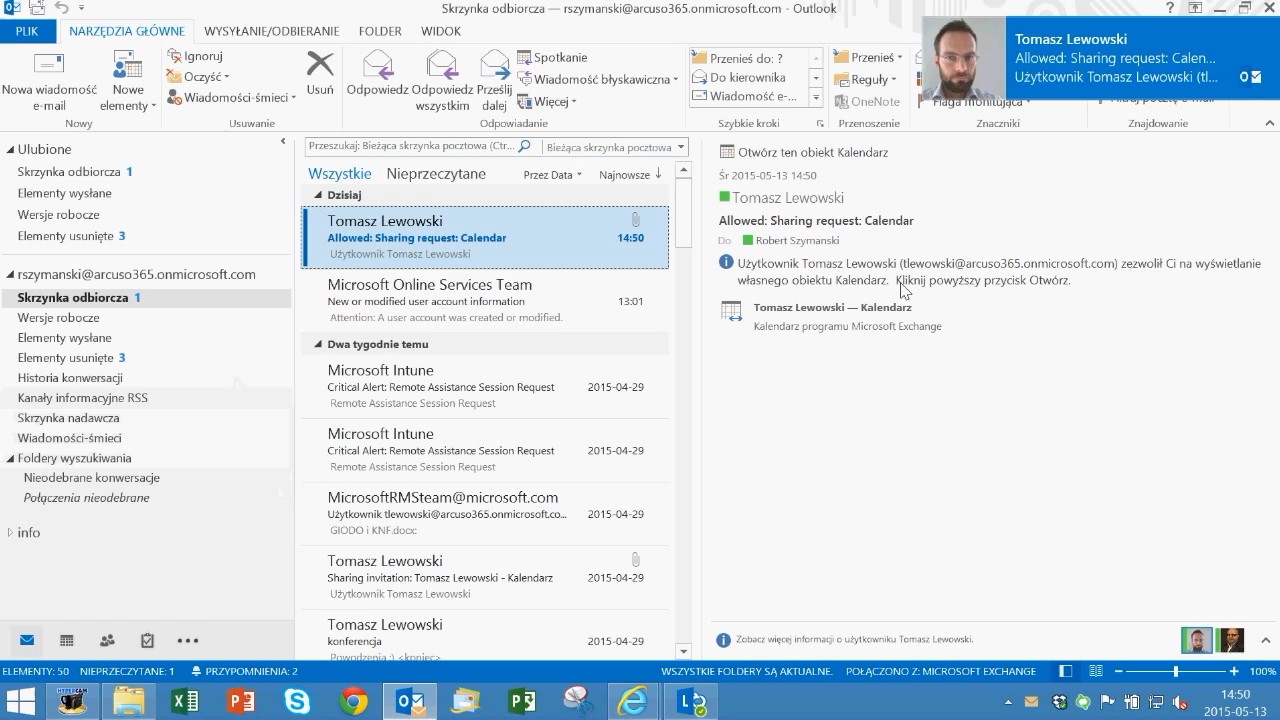 Skrzynka odbiorcza — rszymanski@arcuso365.onmicrosoft.com - Outlook
PLIK
NARZĘDZIA GŁÓWNE
WYSYŁANIE/ODBIERANIE
FOLDER
WIDOK
Nowa wiadomość e-mail
Nowe elementy
Nowy
Ignoruj
Oczyść
Wiadomości-śmieci
Usuń
Usuwanie
Odpowiedz
Odpowiedz wszystkim
Prześlij dalej
Spotkanie
Wiadomość błyskawiczna
Więcej
Odpowiadanie
Przenieś do: ?
Do kierownika
Wiadomość e-...
Szybkie kroki
Przenieś
Reguły
OneNote
Przenoszenie
Flaga monitująca
Znaczniki
Filtruj pocztę e-mail
Znajdowanie
Tomasz Lewowski
Allowed: Sharing request: Calen...
Użytkownik Tomasz Lewowski (tl...
Ulubione
Skrzynka odbiorcza 1
Elementy wysłane
Wersje robocze
Elementy usunięte 3
rszymanski@arcuso365.onmicrosoft.com
Skrzynka odbiorcza 1
Wersje robocze
Elementy wysłane
Elementy usunięte 3
Historia konwersacji
Kanały informacyjne RSS
Skrzynka nadawcza
Wiadomości-śmieci
Foldery wyszukiwania
Nieodebrane konwersacje
Połączenia nieodebrane
info
Przeszukaj: Bieżąca skrzynka pocztowa (Ctr...
Bieżąca skrzynka pocztowa
Wszystkie
Nieprzeczytane
Przez Data
Najnowsze
Dzisiaj
Tomasz Lewowski
Allowed: Sharing request: Calendar 14:50
Użytkownik Tomasz Lewowski
Microsoft Online Services Team
New or modified user account information 13:01
Attention: A user account was created or modified.
Dwa tygodnie temu
Microsoft Intune
Critical Alert: Remote Assistance Session Request 2015-04-29
Remote Assistance Session Request
Microsoft Intune
Critical Alert: Remote Assistance Session Request 2015-04-29
Remote Assistance Session Request
MicrosoftRMSteam@microsoft.com
Użytkownik tlewowski@arcuso365.onmicrosoft.co... 2015-04-29
GIODO i KNF.docx:
Tomasz Lewowski
Sharing invitation: Tomasz Lewowski - Kalendarz 2015-04-29
Użytkownik Tomasz Lewowski
Tomasz Lewowski
konferencja 2015-04-29
Powodzenia :) <koniec>
Otwórz ten obiekt Kalendarz
Śr 2015-05-13 14:50
Tomasz Lewowski
Allowed: Sharing request: Calendar
Do Robert Szymanski
Użytkownik Tomasz Lewowski (tlewowski@arcuso365.onmicrosoft.com) zezwolił Ci na wyświetlanie
własnego obiektu Kalendarz. Kliknij powyższy przycisk Otwórz.
Tomasz Lewowski — Kalendarz
Kalendarz programu Microsoft Exchange
Zobacz więcej informacji o użytkowniku Tomasz Lewowski.
ELEMENTY: 50 NIEPRZECZYTANE: 1 PRZYPOMNIENIA: 2
WSZYSTKIE FOLDERY SĄ AKTUALNE. POŁĄCZONO Z: MICROSOFT EXCHANGE
100%
HYPERCAM
14:50
2015-05-13